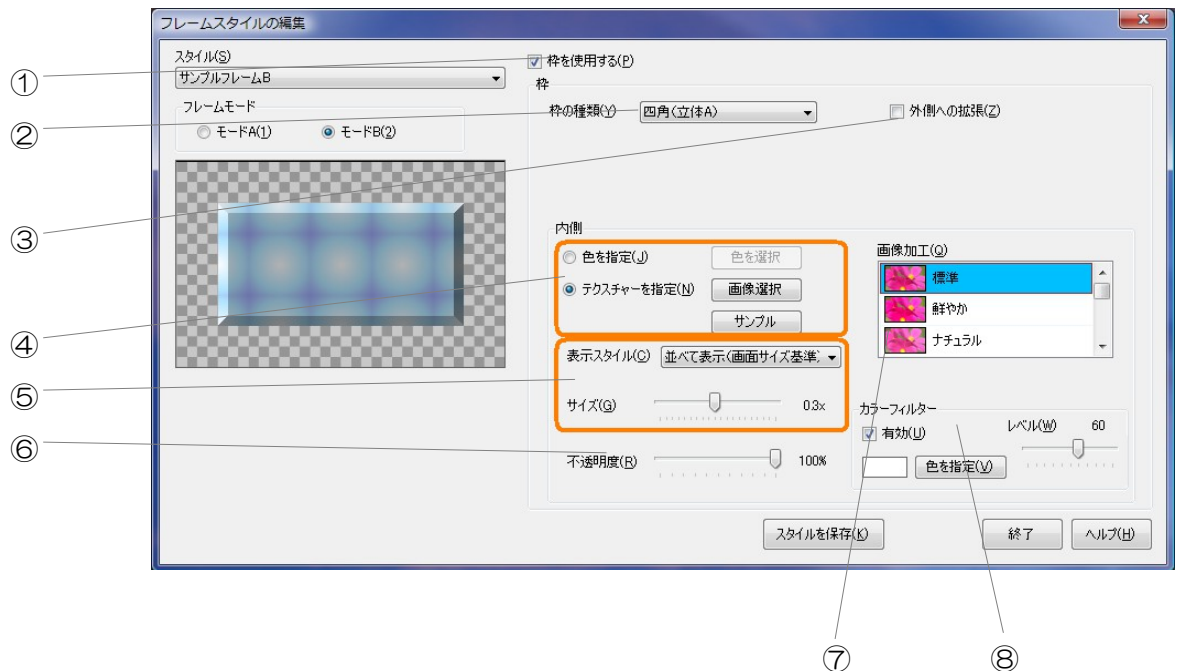 フレームスタイルの編集
スタイル(S)
サンプルフレームB
フレームモード
モードA(1) モードB(2)
枠を使用する(P)
枠
枠の種類(Y) 四角(立体A) 外側への拡張(Z)
内側
色を指定(J) 色を選択
テクスチャーを指定(N) 画像選択
サンプル
表示スタイル(C) 並べて表示(画面サイズ基準)
サイズ(G) 0.3x
不透明度(R) 100%
画像加工(Q)
標準
鮮やか
ナチュラル
カラーフィルター
有効(U) レベル(W) 60
色を指定(V)
スタイルを保存(K) 終了 ヘルプ(H)
①
②
③
④
⑤
⑥
⑦ ⑧